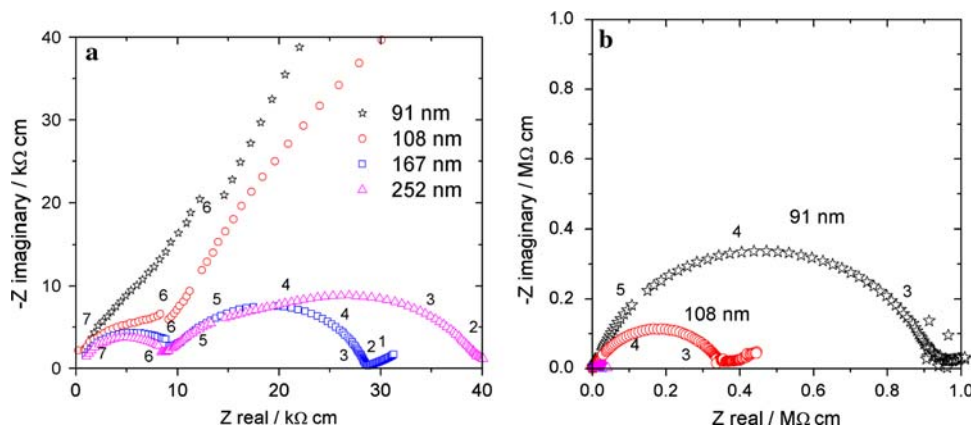 a
-Z imaginary / kΩ cm
40
30
20
10
0
0 10 20 30 40
Z real / kΩ cm
91 nm
108 nm
167 nm
252 nm
6
7
6
6
5
4
3
2
7
6
5
4
3
2
1
b
-Z imaginary / MΩ cm
1.0
0.8
0.6
0.4
0.2
0.0
0.0 0.2 0.4 0.6 0.8 1.0
Z real / MΩ cm
4
91 nm
5
3
108 nm
4
3